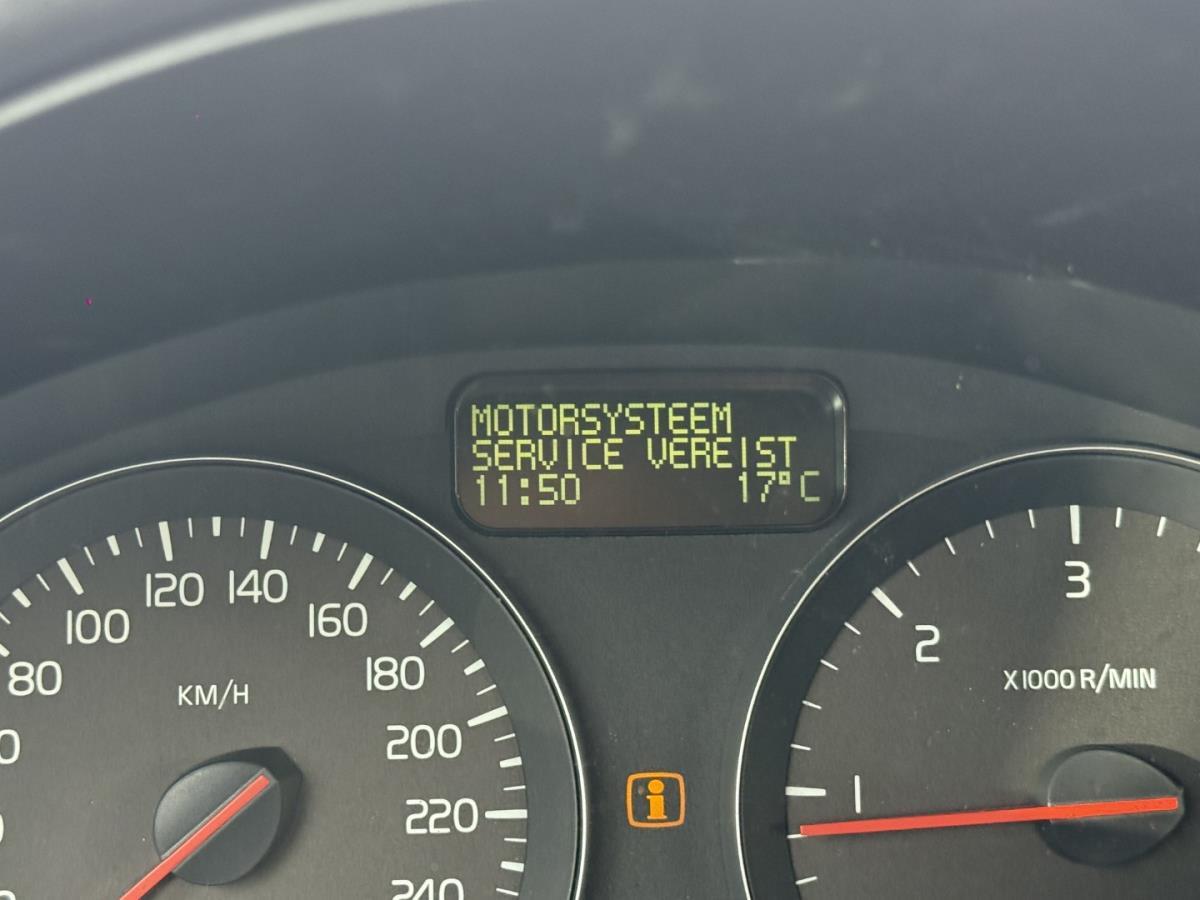 MOTORSYSTEEM
SERVICE VEREIST
11:50 17°C
80
100
120
140
160
180
200
220
240
KM/H
1
2
3
X1000 R/MIN
i